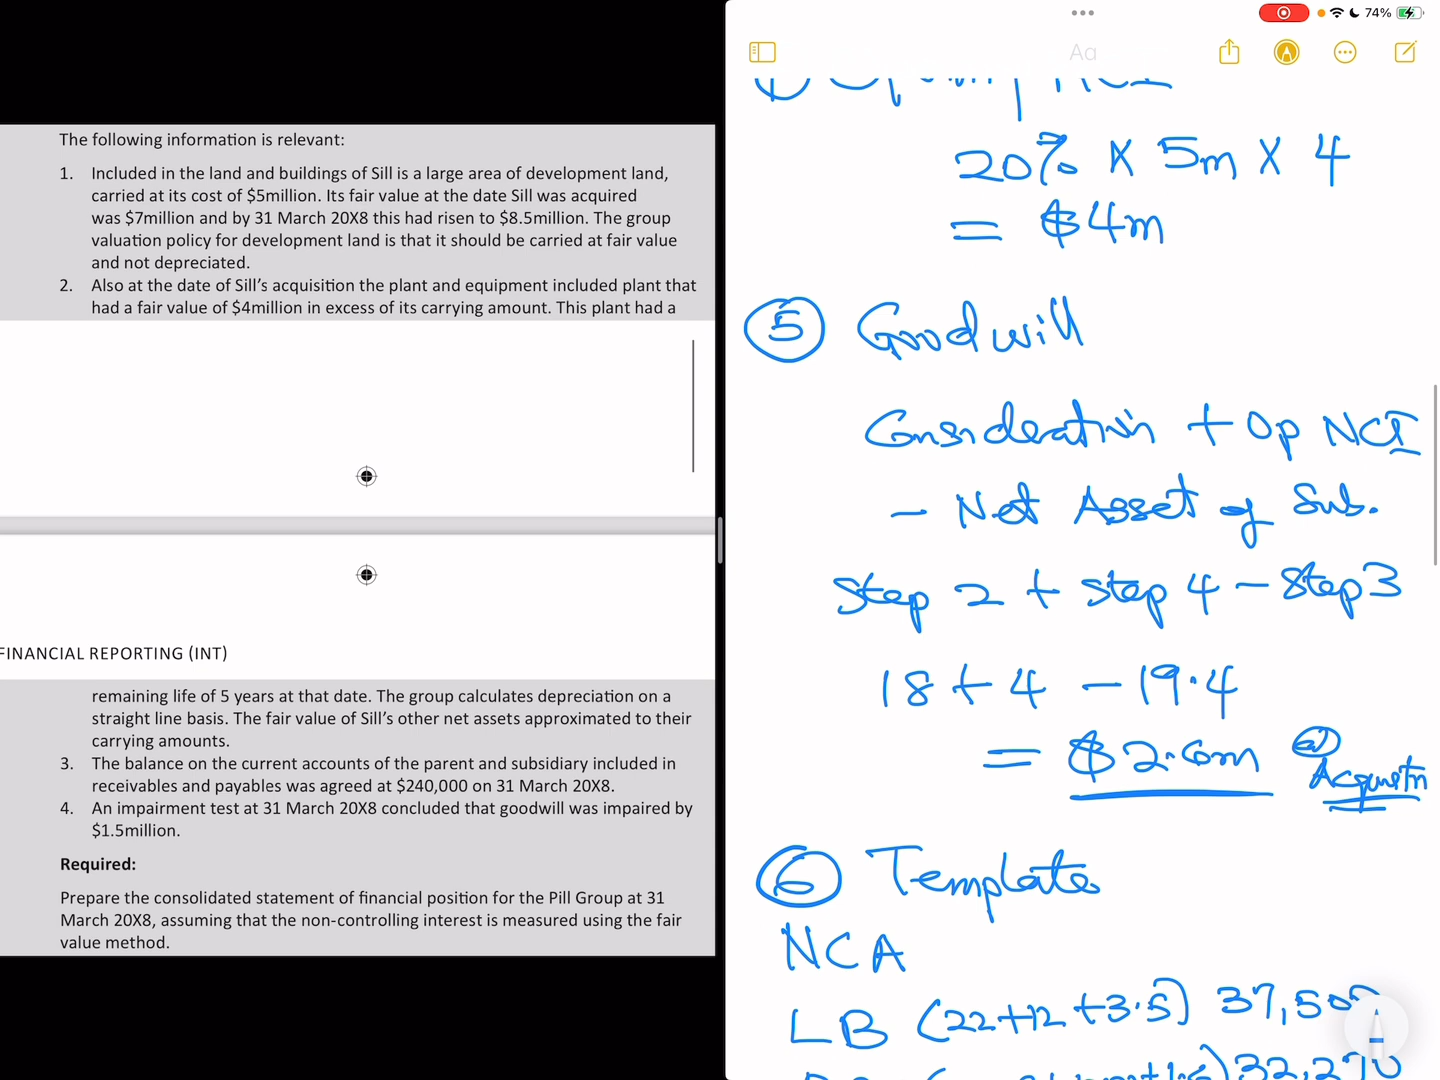 74%
Aa
The following information is relevant:
1. Included in the land and buildings of Sill is a large area of development land,
carried at its cost of $5million. Its fair value at the date Sill was acquired
was $7million and by 31 March 20X8 this had risen to $8.5million. The group
valuation policy for development land is that it should be carried at fair value
and not depreciated.
2. Also at the date of Sill's acquisition the plant and equipment included plant that
had a fair value of $4million in excess of its carrying amount. This plant had a
FINANCIAL REPORTING (INT)
remaining life of 5 years at that date. The group calculates depreciation on a
straight line basis. The fair value of Sill's other net assets approximated to their
carrying amounts.
3. The balance on the current accounts of the parent and subsidiary included in
receivables and payables was agreed at $240,000 on 31 March 20X8.
4. An impairment test at 31 March 20X8 concluded that goodwill was impaired by
$1.5million.
Required:
Prepare the consolidated statement of financial position for the Pill Group at 31
March 20X8, assuming that the non-controlling interest is measured using the fair
value method.
20% X 5m X 4
= $4m
5 Goodwill
Consideration + Op NCI
- Net Asset of Sub.
Step 2 + Step 4 - Step 3
18 + 4 - 19.4
= $2.6m @
Acquisitn
6 Template
NCA
LB (22+12+3.5) 37,500
32,270